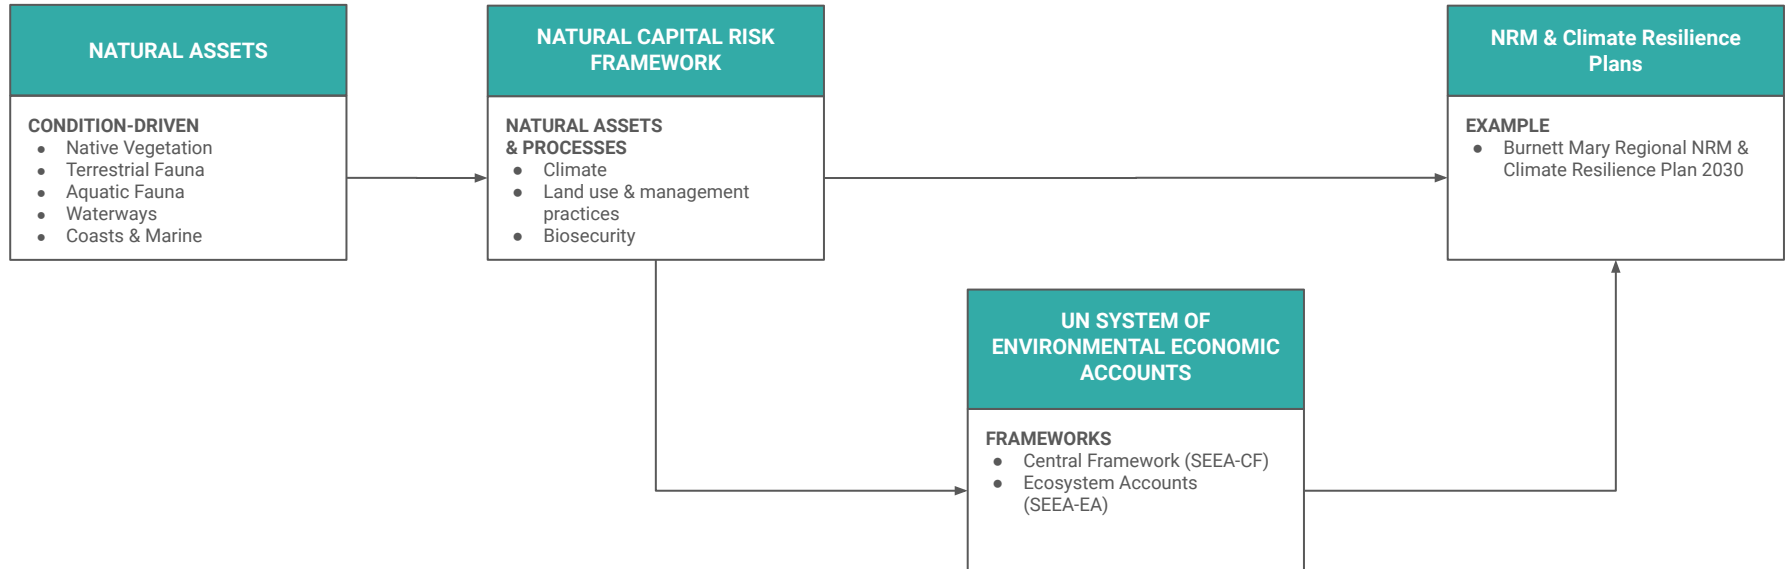 NATURAL ASSETS
CONDITION-DRIVEN
● Native Vegetation
● Terrestrial Fauna
● Aquatic Fauna
● Waterways
● Coasts & Marine
NATURAL CAPITAL RISK
FRAMEWORK
NATURAL ASSETS
& PROCESSES
● Climate
● Land use & management
practices
● Biosecurity
UN SYSTEM OF
ENVIRONMENTAL ECONOMIC
ACCOUNTS
FRAMEWORKS
● Central Framework (SEEA-CF)
● Ecosystem Accounts
(SEEA-EA)
NRM & Climate Resilience
Plans
EXAMPLE
● Burnett Mary Regional NRM &
Climate Resilience Plan 2030